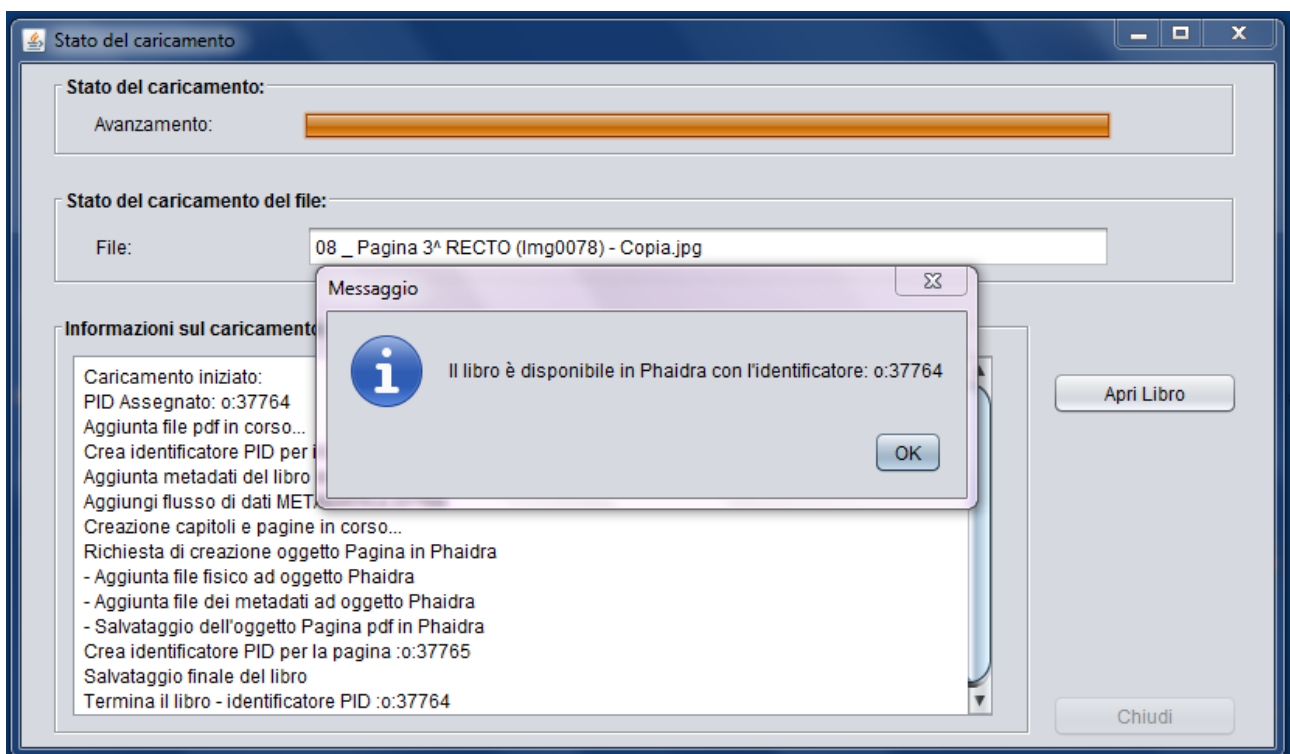 Stato del caricamento
Stato del caricamento:
Avanzamento:
Stato del caricamento del file:
File:
08 _ Pagina 3^ RECTO (Img0078) - Copia.jpg
Messaggio
Il libro è disponibile in Phaidra con l'identificatore: o:37764
OK
Informazioni sul caricamento
Caricamento iniziato:
PID Assegnato: o:37764
Aggiunta file pdf in corso...
Crea identificatore PID per
Aggiunta metadati del libro
Aggiungi flusso di dati
Creazione capitoli e pagine in corso...
Richiesta di creazione oggetto Pagina in Phaidra
- Aggiunta file fisico ad oggetto Phaidra
- Aggiunta file dei metadati ad oggetto Phaidra
- Salvataggio dell'oggetto Pagina pdf in Phaidra
Crea identificatore PID per la pagina :o:37765
Salvataggio finale del libro
Termina il libro - identificatore PID :o:37764
Apri Libro
Chiudi